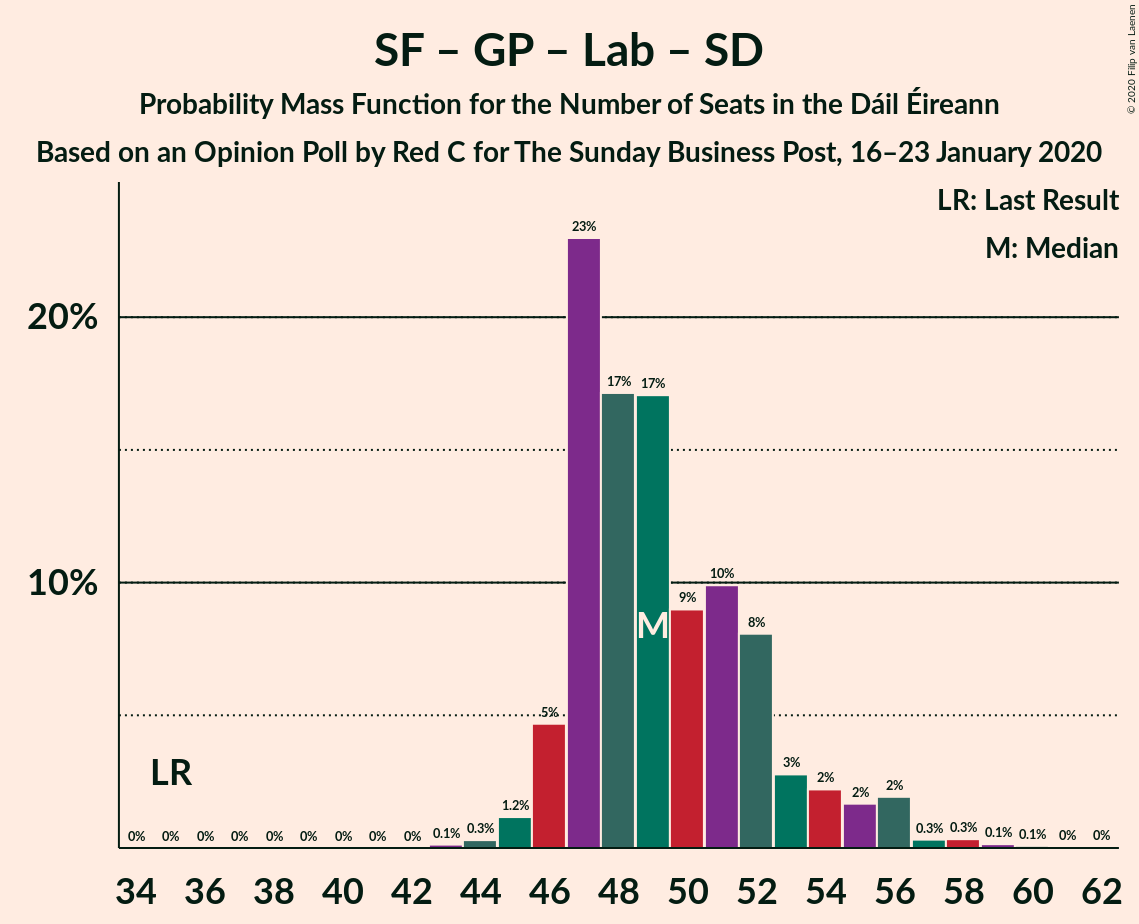 SF – GP – Lab – SD
Probability Mass Function for the Number of Seats in the Dáil Éireann
Based on an Opinion Poll by Red C for The Sunday Business Post, 16–23 January 2020
© 2020 Filip van Laenen
LR: Last Result
M: Median
20%
10%
23%
17%
17%
10%
9%
8%
5%
3%
2%
2%
2%
1.2%
0% 0% 0% 0% 0% 0% 0% 0% 0% 0.1% 0.3% 0.3% 0.3% 0.1% 0.1% 0% 0%
M
LR
34 36 38 40 42 44 46 48 50 52 54 56 58 60 62